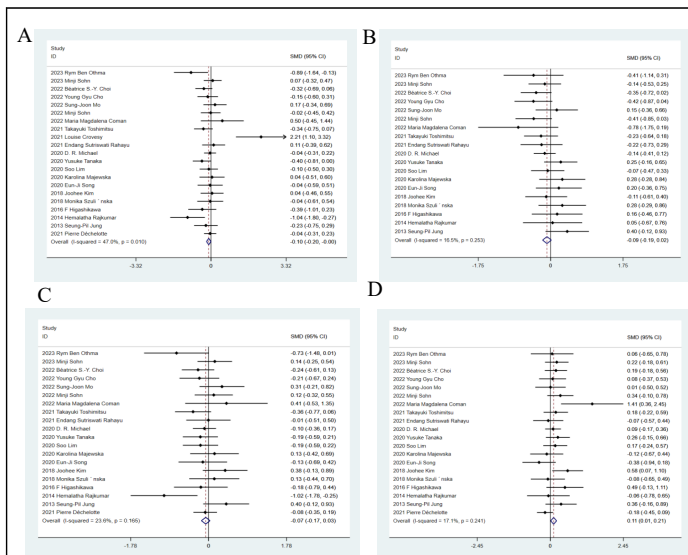 A
Study
ID SMD (95% CI)
2023 Rym Ben Othma -0.89 (-1.64, -0.13)
2023 Minji Sohn 0.07 (-0.32, 0.47)
2022 Béatrice S.-Y. Choi -0.32 (-0.69, 0.06)
2022 Young Gyu Cho -0.15 (-0.60, 0.31)
2022 Sung-Joon Mo 0.17 (-0.34, 0.69)
2022 Minji Sohn -0.02 (-0.45, 0.42)
2022 Maria Magdalena Coman 0.50 (-0.45, 1.44)
2021 Takayuki Toshimitsu -0.34 (-0.75, 0.07)
2021 Louise Crovesy 2.21 (1.10, 3.32)
2021 Endang Sutriswati Rahayu 0.11 (-0.39, 0.62)
2020 D. R. Michael -0.04 (-0.31, 0.22)
2020 Yusuke Tanaka -0.40 (-0.81, 0.00)
2020 Soo Lim -0.10 (-0.50, 0.30)
2020 Karolina Majewska 0.04 (-0.51, 0.60)
2020 Eun-Ji Song -0.04 (-0.59, 0.51)
2018 Joohee Kim 0.04 (-0.46, 0.55)
2018 Monika Szuli´nska -0.04 (-0.61, 0.54)
2016 F Higashikawa -0.39 (-1.01, 0.23)
2014 Hemalatha Rajkumar -1.04 (-1.80, -0.27)
2013 Seung-Pil Jung -0.23 (-0.75, 0.29)
2021 Pierre Déchelotte -0.04 (-0.31, 0.23)
Overall (I-squared = 47.0%, p = 0.010) -0.10 (-0.20, -0.00)
-3.32 0 3.32
B
Study
ID SMD (95% CI)
2023 Rym Ben Othma -0.41 (-1.14, 0.31)
2023 Minji Sohn -0.14 (-0.53, 0.25)
2022 Béatrice S.-Y. Choi -0.35 (-0.72, 0.02)
2022 Young Gyu Cho -0.42 (-0.87, 0.04)
2022 Sung-Joon Mo 0.15 (-0.36, 0.66)
2022 Minji Sohn -0.41 (-0.85, 0.03)
2022 Maria Magdalena Coman -0.78 (-1.75, 0.19)
2021 Takayuki Toshimitsu -0.23 (-0.64, 0.18)
2021 Endang Sutriswati Rahayu -0.22 (-0.73, 0.29)
2020 D. R. Michael -0.14 (-0.41, 0.12)
2020 Yusuke Tanaka 0.25 (-0.16, 0.65)
2020 Soo Lim -0.07 (-0.47, 0.33)
2020 Karolina Majewska 0.28 (-0.28, 0.84)
2020 Eun-Ji Song 0.20 (-0.36, 0.75)
2018 Joohee Kim -0.11 (-0.61, 0.40)
2018 Monika Szuli´nska 0.28 (-0.29, 0.86)
2016 F Higashikawa 0.16 (-0.46, 0.77)
2014 Hemalatha Rajkumar 0.05 (-0.67, 0.76)
2013 Seung-Pil Jung 0.40 (-0.12, 0.93)
Overall (I-squared = 16.5%, p = 0.253) -0.09 (-0.19, 0.02)
-1.75 0 1.75
C
Study
ID SMD (95% CI)
2023 Rym Ben Othma -0.73 (-1.48, 0.01)
2023 Minji Sohn 0.14 (-0.25, 0.54)
2022 Béatrice S.-Y. Choi -0.24 (-0.61, 0.13)
2022 Young Gyu Cho -0.21 (-0.67, 0.24)
2022 Sung-Joon Mo 0.31 (-0.21, 0.82)
2022 Minji Sohn 0.12 (-0.32, 0.55)
2022 Maria Magdalena Coman 0.41 (-0.53, 1.35)
2021 Takayuki Toshimitsu -0.36 (-0.77, 0.06)
2021 Endang Sutriswati Rahayu -0.01 (-0.51, 0.50)
2020 D. R. Michael -0.10 (-0.36, 0.17)
2020 Yusuke Tanaka -0.19 (-0.59, 0.21)
2020 Soo Lim -0.19 (-0.59, 0.22)
2020 Karolina Majewska 0.13 (-0.42, 0.69)
2020 Eun-Ji Song -0.13 (-0.69, 0.42)
2018 Joohee Kim 0.38 (-0.13, 0.89)
2018 Monika Szuli´nska 0.13 (-0.44, 0.70)
2016 F Higashikawa -0.18 (-0.79, 0.44)
2014 Hemalatha Rajkumar -1.02 (-1.78, -0.25)
2013 Seung-Pil Jung 0.40 (-0.12, 0.93)
2021 Pierre Déchelotte -0.08 (-0.35, 0.19)
Overall (I-squared = 23.6%, p = 0.165) -0.07 (-0.17, 0.03)
-1.78 0 1.78
D
Study
ID SMD (95% CI)
2023 Rym Ben Othma 0.06 (-0.65, 0.78)
2023 Minji Sohn 0.22 (-0.18, 0.61)
2022 Béatrice S.-Y. Choi 0.19 (-0.18, 0.56)
2022 Young Gyu Cho 0.08 (-0.37, 0.53)
2022 Sung-Joon Mo 0.01 (-0.50, 0.52)
2022 Minji Sohn 0.34 (-0.10, 0.78)
2022 Maria Magdalena Coman 1.41 (0.36, 2.45)
2021 Takayuki Toshimitsu 0.18 (-0.22, 0.59)
2021 Endang Sutriswati Rahayu -0.07 (-0.57, 0.44)
2020 D. R. Michael 0.09 (-0.17, 0.36)
2020 Yusuke Tanaka 0.26 (-0.15, 0.66)
2020 Soo Lim 0.17 (-0.24, 0.57)
2020 Karolina Majewska -0.12 (-0.67, 0.44)
2020 Eun-Ji Song -0.38 (-0.94, 0.18)
2018 Joohee Kim 0.58 (0.07, 1.10)
2018 Monika Szuli´nska -0.08 (-0.65, 0.49)
2016 F Higashikawa 0.49 (-0.13, 1.11)
2014 Hemalatha Rajkumar -0.06 (-0.78, 0.65)
2013 Seung-Pil Jung 0.36 (-0.16, 0.89)
2021 Pierre Déchelotte -0.18 (-0.45, 0.09)
Overall (I-squared = 17.1%, p = 0.241) 0.11 (0.01, 0.21)
-2.45 0 2.45